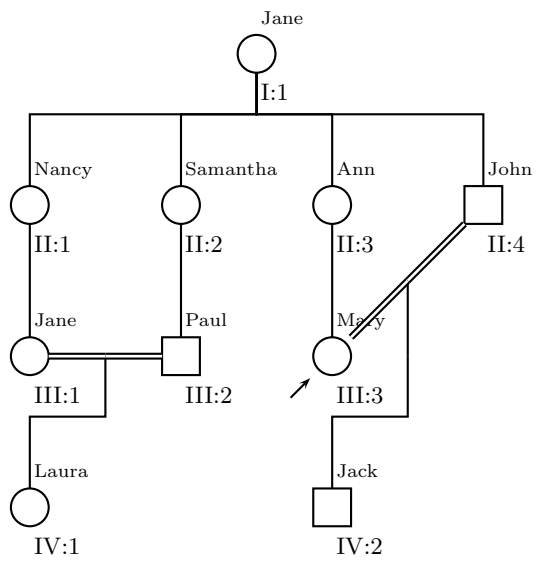 Jane
I:1
Nancy
Samantha
Ann
John
II:1
II:2
II:3
II:4
Jane
Paul
Mary
III:1
III:2
III:3
Laura
Jack
IV:1
IV:2